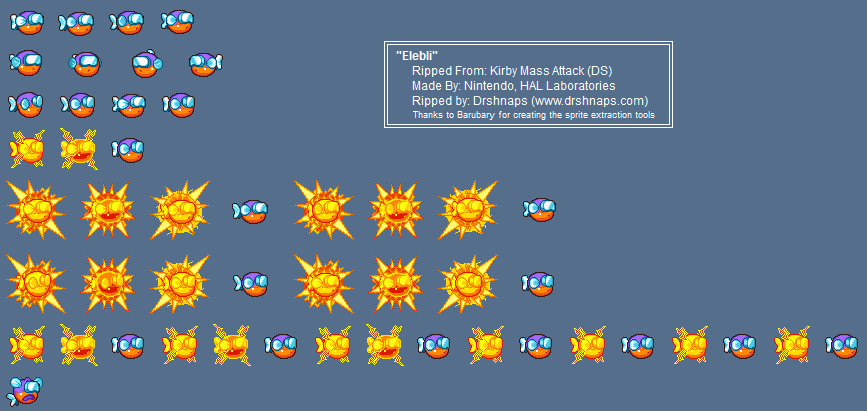 "Elebli"
Ripped From: Kirby Mass Attack (DS)
Made By: Nintendo, HAL Laboratories
Ripped by: Drshnaps (www.drshnaps.com)
Thanks to Barubary for creating the sprite extraction tools